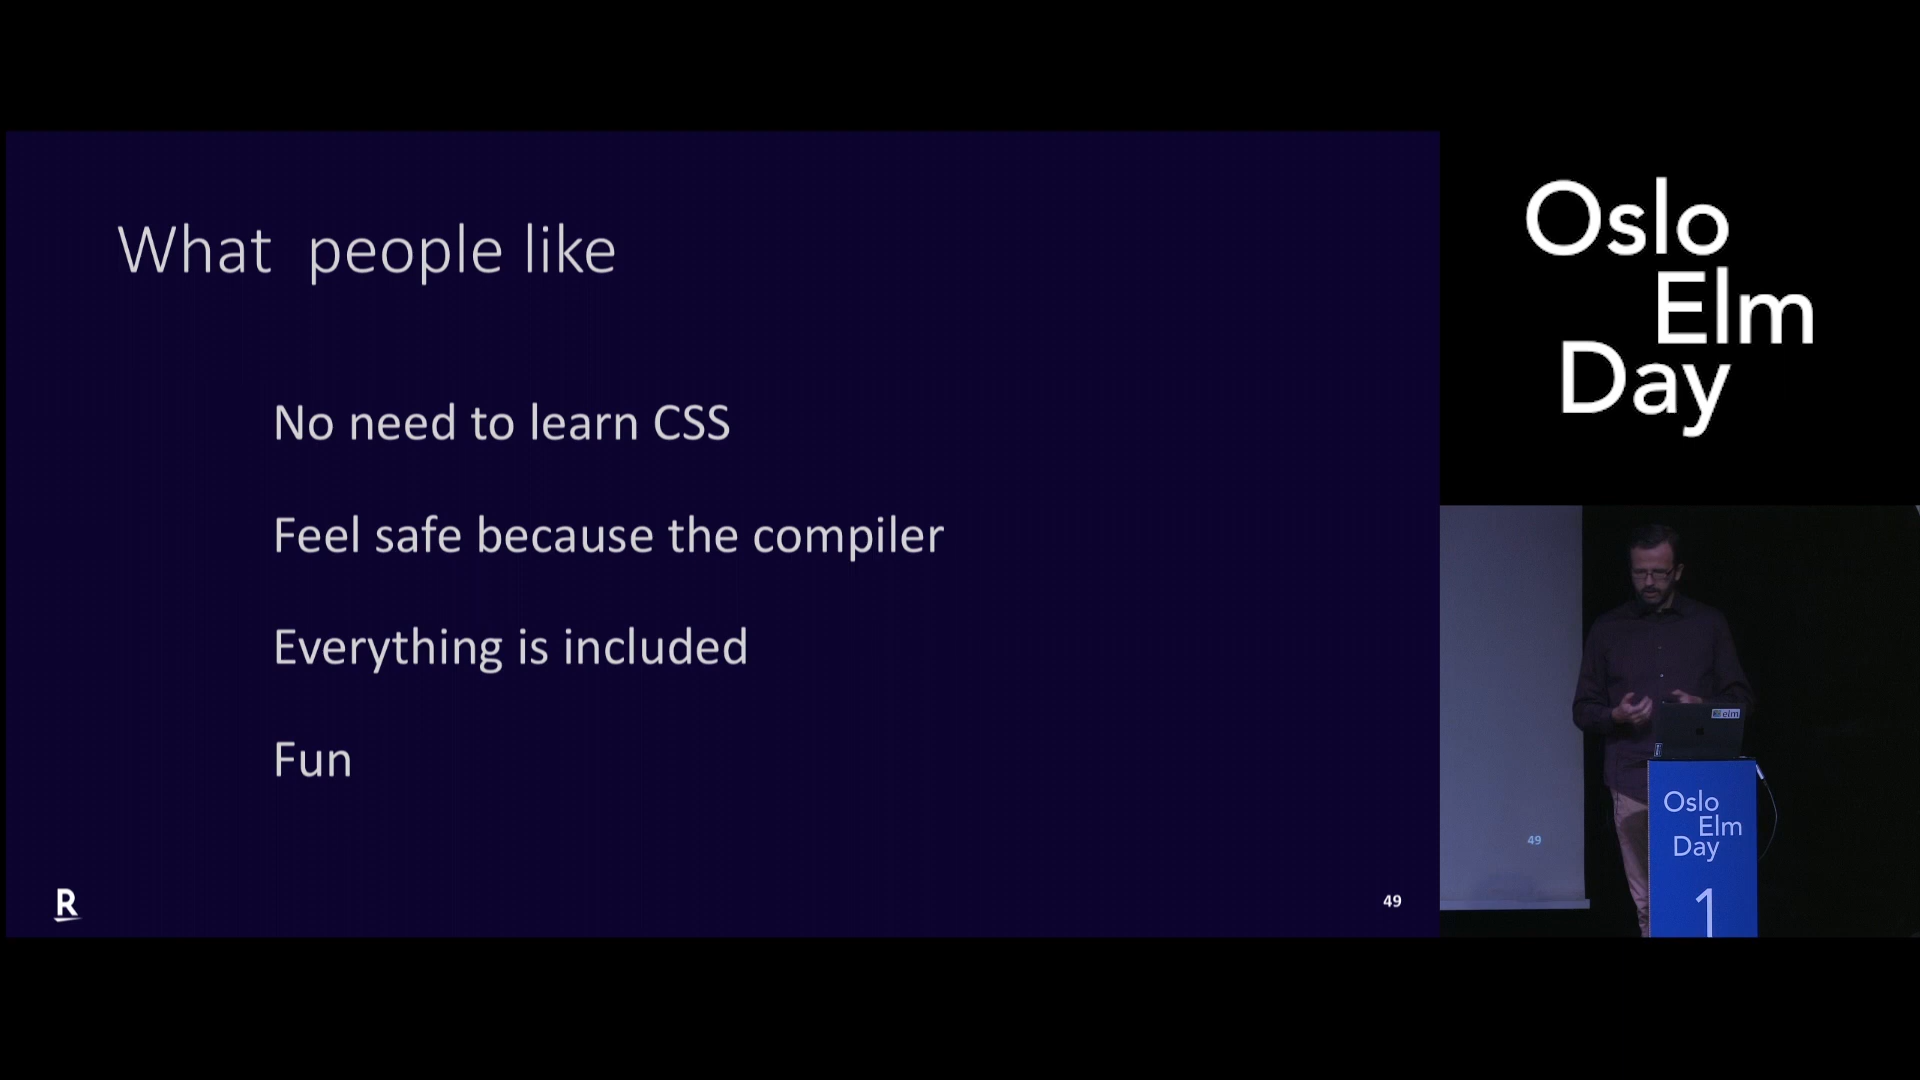 What people like
No need to learn CSS
Feel safe because the compiler
Everything is included
Fun
R
49
Oslo
Elm
Day
elm
49
Oslo
Elm
Day
1